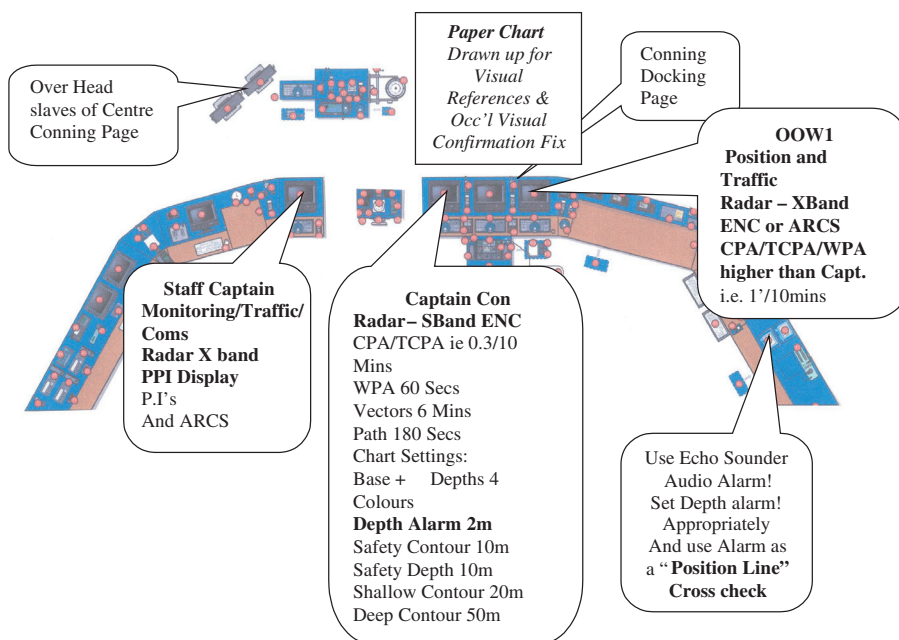 Over Head
slaves of Centre
Conning Page
Paper Chart
Drawn up for
Visual
References &
Occ'l Visual
Confirmation Fix
Conning
Docking
Page
OOW1
Position and
Traffic
Radar – XBand
ENC or ARCS
CPA/TCPA/WPA
higher than Capt.
i.e. 1’/10mins
Staff Captain
Monitoring/Traffic/
Coms
Radar X band
PPI Display
P.I's
And ARCS
Captain Con
Radar– SBand ENC
CPA/TCPA ie 0.3/10
Mins
WPA 60 Secs
Vectors 6 Mins
Path 180 Secs
Chart Settings:
Base + Depths 4
Colours
Depth Alarm 2m
Safety Contour 10m
Safety Depth 10m
Shallow Contour 20m
Deep Contour 50m
Use Echo Sounder
Audio Alarm!
Set Depth alarm!
Appropriately
And use Alarm as
a “Position Line”
Cross check